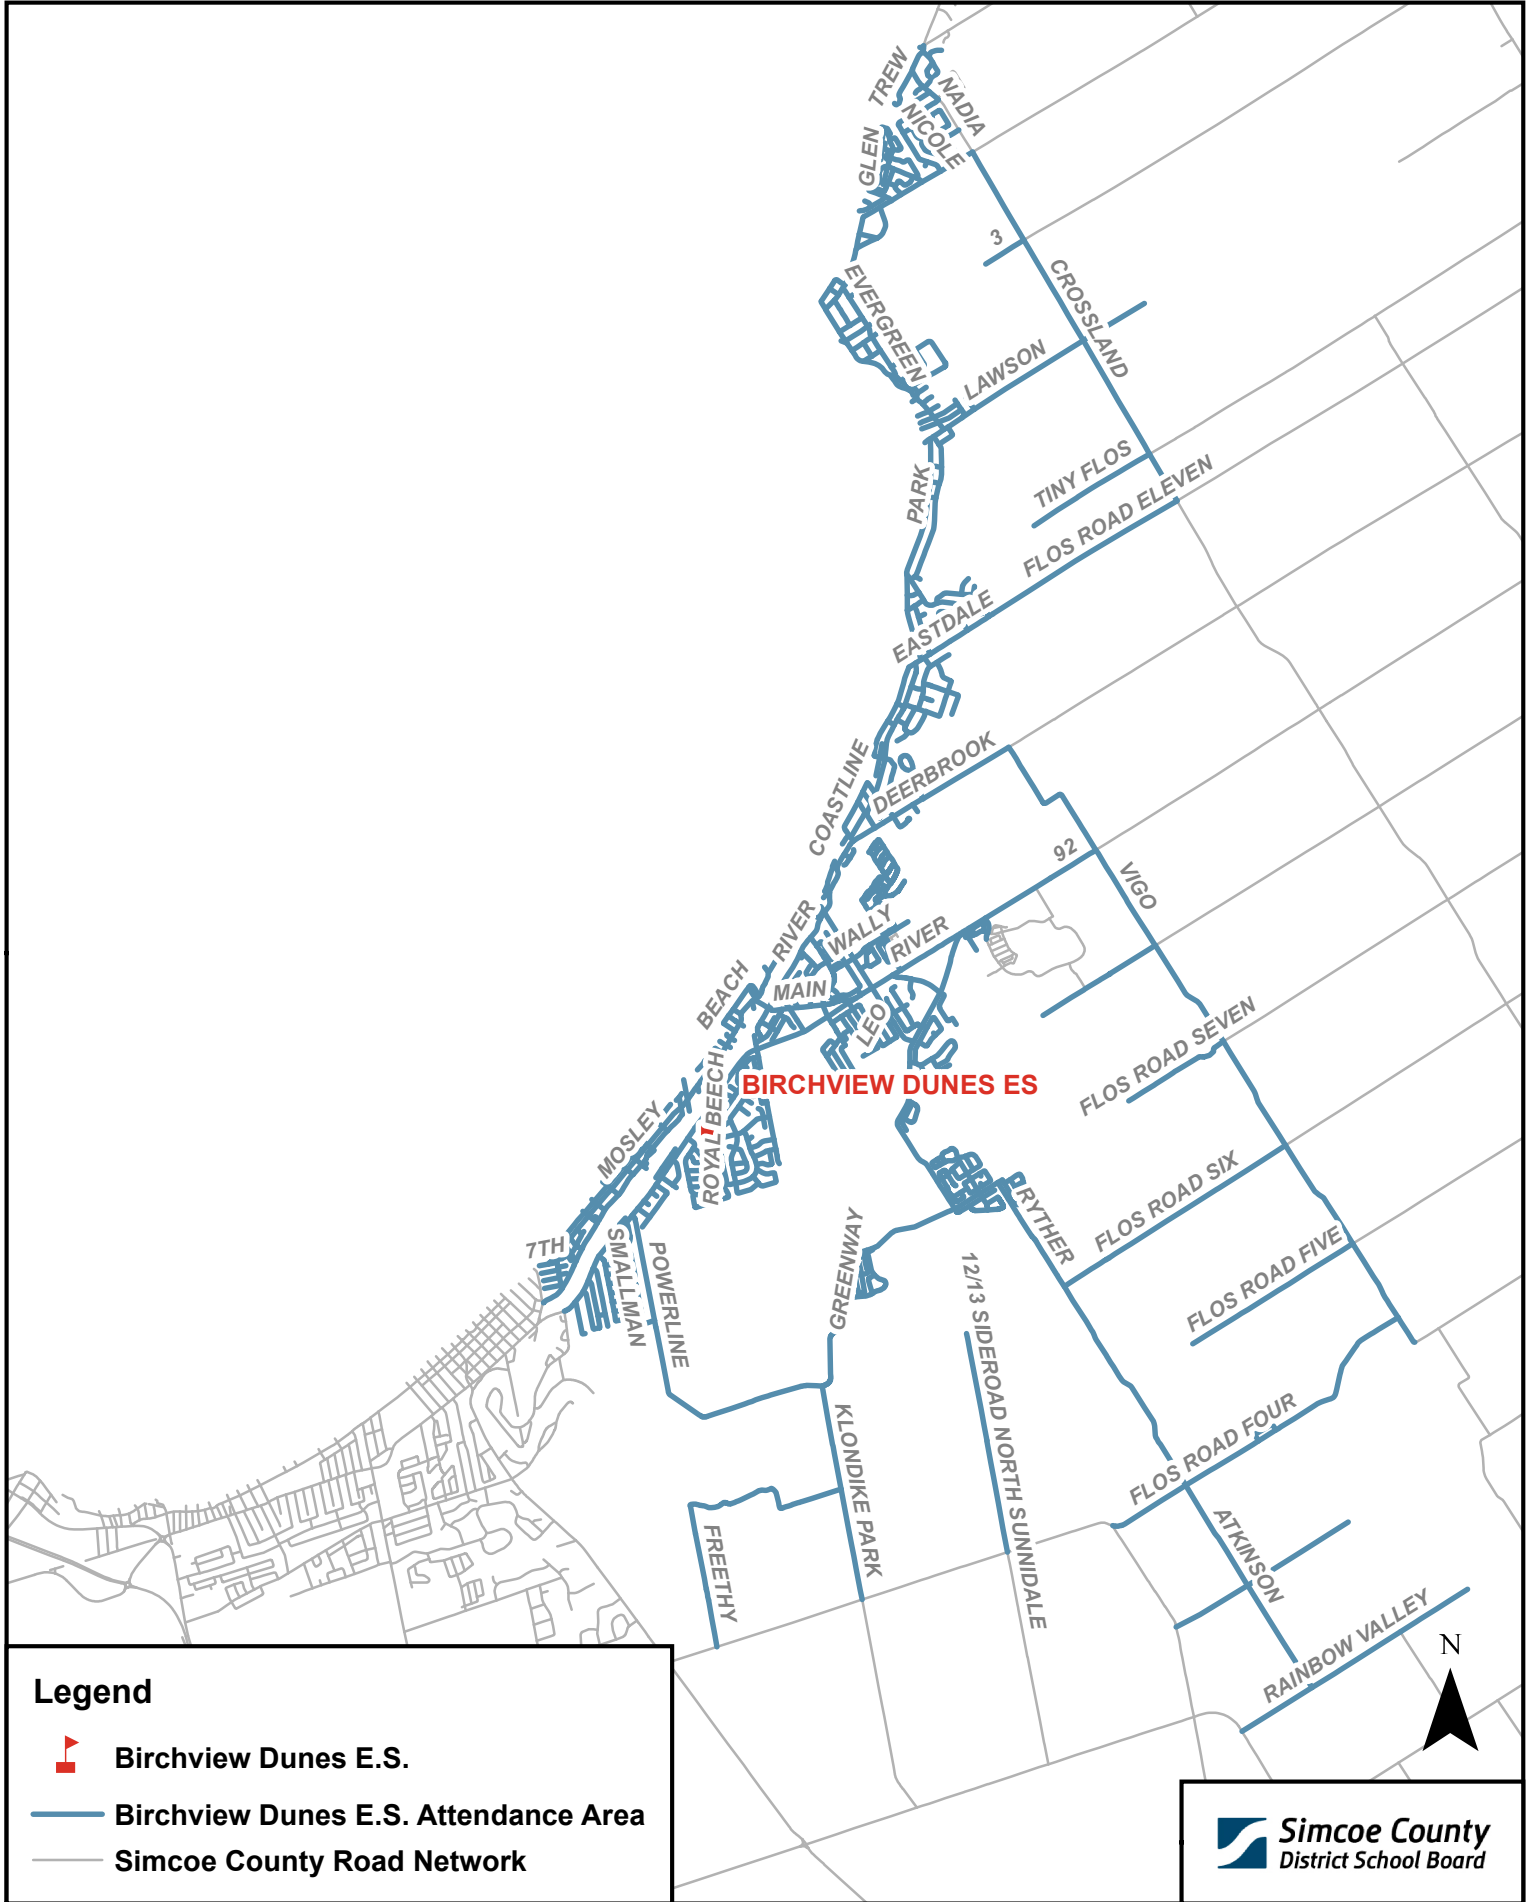 TREW
NADIA
NICOLE
GLEN
3
EVERGREEN
CROSSLAND
LAWSON
PARK
TINY FLOS
FLOS ROAD ELEVEN
EASTDALE
COASTLINE
DEERBROOK
92
VIGO
RIVER
WALLY
RIVER
BEACH
MAIN
LEO
FLOS ROAD SEVEN
ROYAL BEECH
BIRCHVIEW DUNES ES
MOSLEY
FLOS ROAD SIX
RYTHER
7TH
SMALLMAN
POWERLINE
GREENWAY
12/13 SIDEROAD NORTH SUNNIDALE
FLOS ROAD FIVE
KLONDIKE PARK
FLOS ROAD FOUR
FREETHY
ATKINSON
RAINBOW VALLEY
N
Legend
Birchview Dunes E.S.
Birchview Dunes E.S. Attendance Area
Simcoe County Road Network
Simcoe County
District School Board